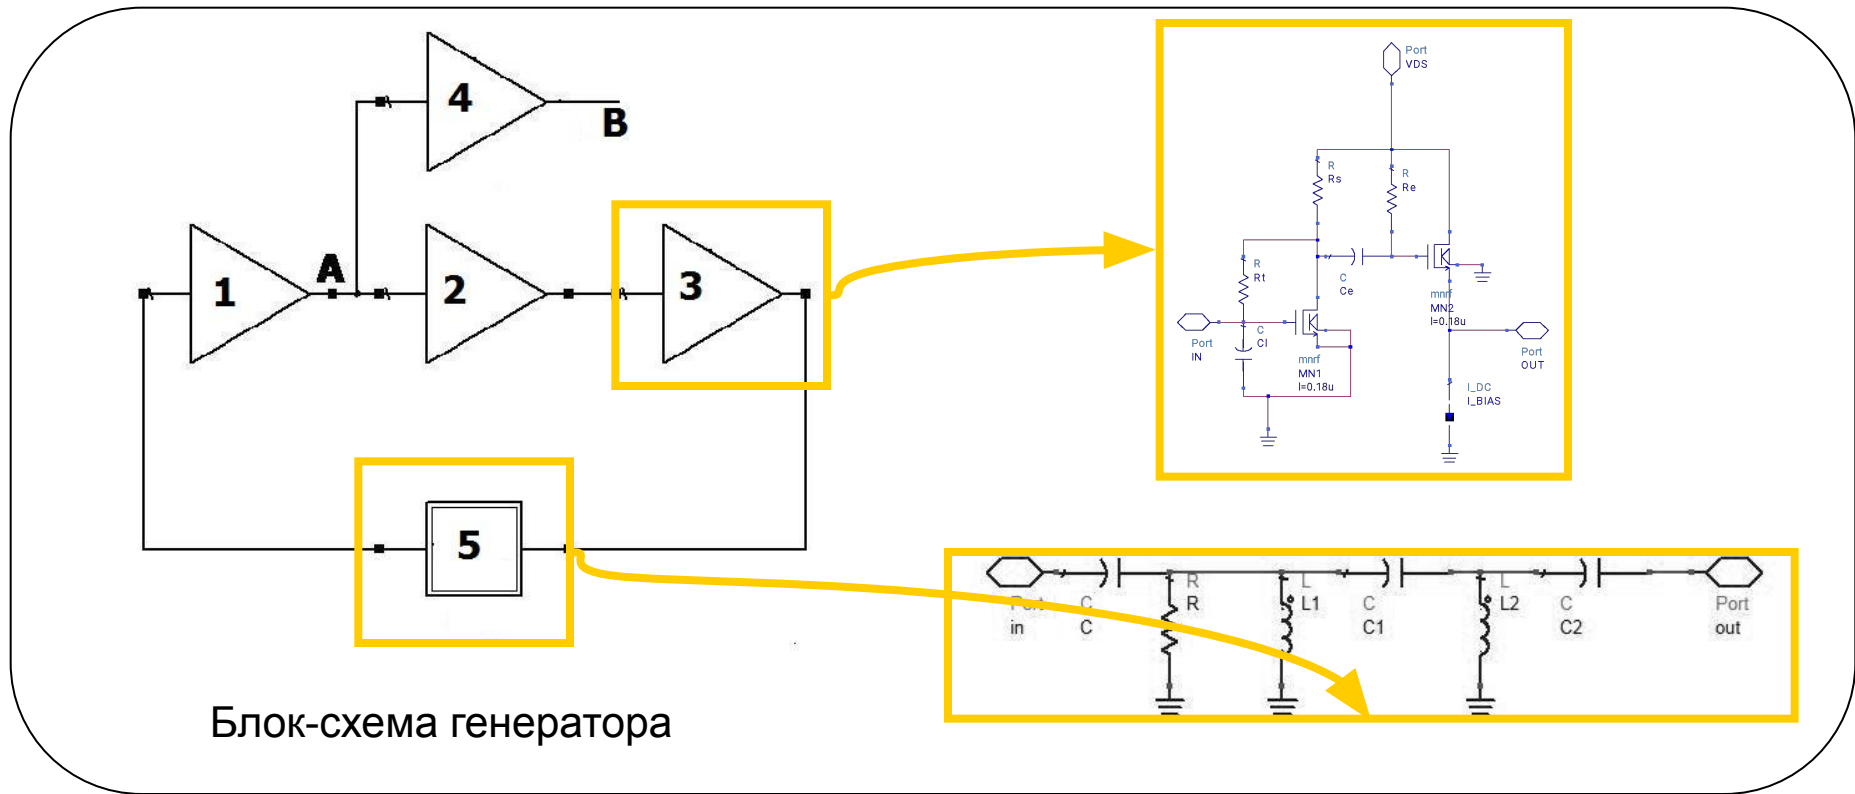 4
B
A
1
2
3
5
Port
VDS
R
Rs
R
Re
R
Rt
C
Ce
C
CI
Port
IN
mnrf
MN1
l=0.18u
mnrf
MN2
l=0.18u
Port
OUT
I_DC
I_BIAS
Port
in
C
C
R
R
L
L1
C
C1
L
L2
C
C2
Port
out
Блок-схема генератора